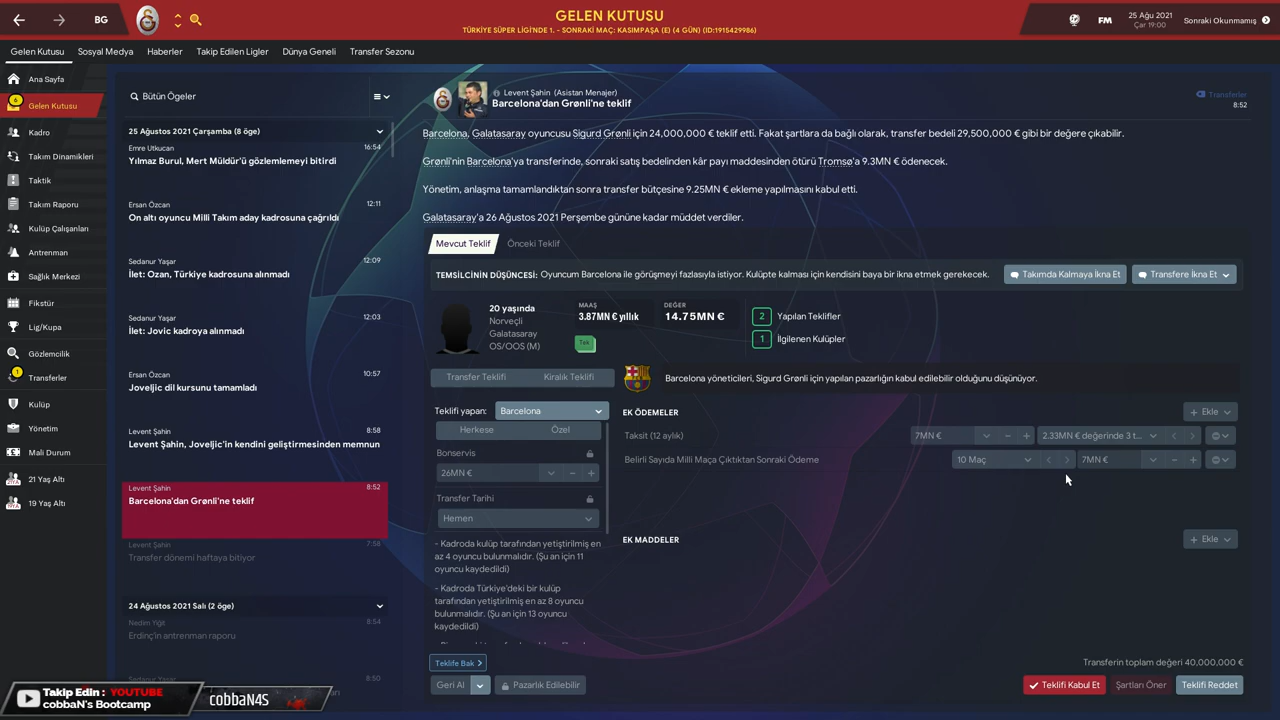 BG
GELEN KUTUSU
TÜRKİYE SÜPER LİGİ'NDE 1. - SONRAKİ MAÇ: KASIMPAŞA (E) (4 GÜN) (ID:1915429986)
FM
25 Ağu 2021
Çar 19:00
Sonraki Okunmamış
Gelen Kutusu
Sosyal Medya
Haberler
Takip Edilen Ligler
Dünya Geneli
Transfer Sezonu
Ana Sayfa
6
Gelen Kutusu
Kadro
Takım Dinamikleri
Taktik
Takım Raporu
Kulüp Çalışanları
Antrenman
Sağlık Merkezi
Fikstür
Lig/Kupa
Gözlemcilik
1
Transferler
Kulüp
Yönetim
Mali Durum
21 Yaş Altı
19 Yaş Altı
Bütün Ögeler
25 Ağustos 2021 Çarşamba (8 öge)
Emre Utkucan 16:54
Yılmaz Burul, Mert Müldür'ü gözlemlemeyi bitirdi
Ersan Özcan 12:11
On altı oyuncu Milli Takım aday kadrosuna çağrıldı
Sedanur Yaşar 12:09
İlet: Ozan, Türkiye kadrosuna alınmadı
Sedanur Yaşar 12:03
İlet: Jovic kadroya alınmadı
Ersan Özcan 10:57
Joveljic dil kursunu tamamladı
Levent Şahin 8:58
Levent Şahin, Joveljic'in kendini geliştirmesinden memnun
Levent Şahin 8:52
Barcelona'dan Grønli'ne teklif
Levent Şahin 7:58
Transfer dönemi haftaya bitiyor
24 Ağustos 2021 Salı (2 öge)
Nedim Yiğit 8:54
Erdinç'in antrenman raporu
Sedanur Yaşar 8:50
Levent Şahin (Asistan Menajer)
Barcelona'dan Grønli'ne teklif
Transferler
8:52
Barcelona, Galatasaray oyuncusu Sigurd Grønli için 24,000,000 € teklif etti. Fakat şartlara da bağlı olarak, transfer bedeli 29,500,000 € gibi bir değere çıkabilir.
Grønli'nin Barcelona'ya transferinde, sonraki satış bedelinden kâr payı maddesinden ötürü Tromsø'a 9.3MN € ödenecek.
Yönetim, anlaşma tamamlandıktan sonra transfer bütçesine 9.25MN € ekleme yapılmasını kabul etti.
Galatasaray'a 26 Ağustos 2021 Perşembe gününe kadar müddet verdiler.
Mevcut Teklif
Önceki Teklif
TEMSİLCİNİN DÜŞÜNCESİ: Oyuncum Barcelona ile görüşmeyi fazlasıyla istiyor. Kulüpte kalması için kendisini baya bir ikna etmek gerekecek.
Takımda Kalmaya İkna Et
Transfere İkna Et
20 yaşında
Norveçli
Galatasaray
OS/OOS (M)
MAAŞ
3.87MN € yıllık
Tek
DEĞER
14.75MN €
2 Yapılan Teklifler
1 İlgilenen Kulüpler
Transfer Teklifi
Kiralık Teklifi
Barcelona yöneticileri, Sigurd Grønli için yapılan pazarlığın kabul edilebilir olduğunu düşünüyor.
Teklifi yapan: Barcelona
Herkese
Özel
Bonservis
26MN €
Transfer Tarihi
Hemen
- Kadroda kulüp tarafından yetiştirilmiş en
az 4 oyuncu bulunmalıdır. (Şu an için 11
oyuncu kaydedildi)
- Kadroda Türkiye'deki bir kulüp
tarafından yetiştirilmiş en az 8 oyuncu
bulunmalıdır. (Şu an için 13 oyuncu
kaydedildi)
EK ÖDEMELER
Ekle
Taksit (12 aylık)
7MN €
2.33MN € değerinde 3 t...
Belirli Sayıda Milli Maça Çıktıktan Sonraki Ödeme
10 Maç
7MN €
EK MADDELER
Ekle
Teklife Bak
Transferin toplam değeri 40,000,000 €
Geri Al
Pazarlık Edilebilir
Teklifi Kabul Et
Şartları Öner
Teklifi Reddet
Takip Edin : YOUTUBE
cobbaN's Bootcamp
cobbaN4S